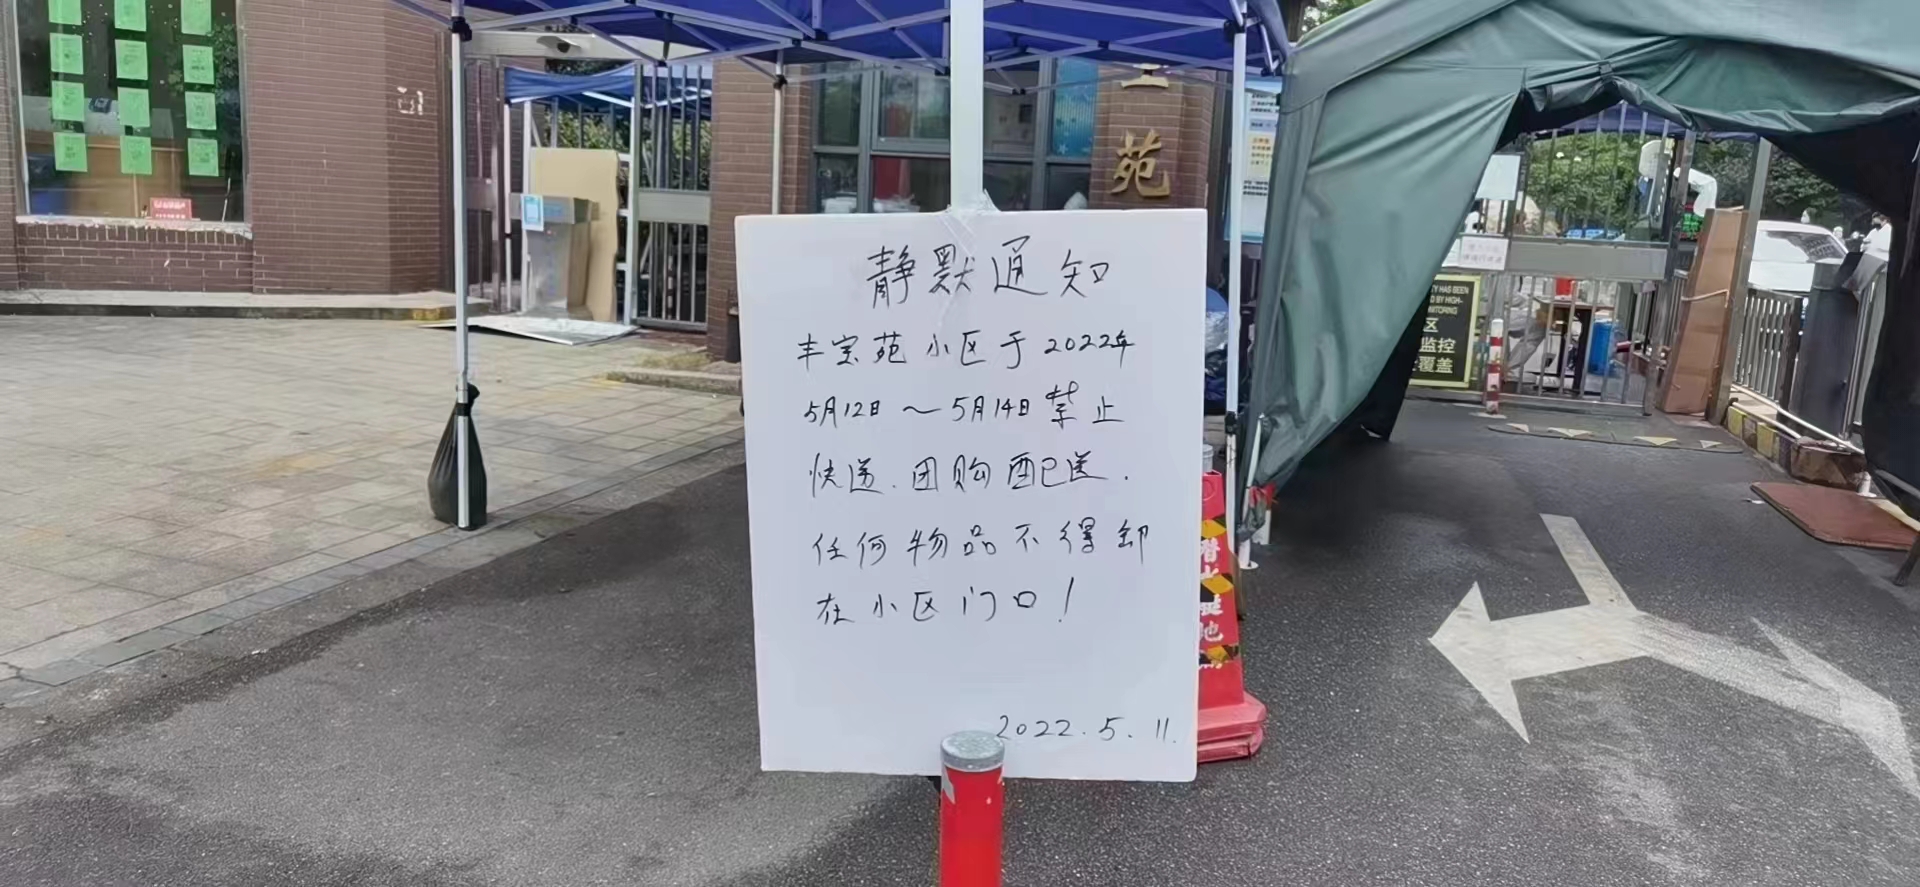 苑
静默通知
丰宝苑小区于2022年
5月12日～5月14日禁止
快递.团购配送.
任何物品不得卸
在小区门口！
2022.5.11.
TY HAS BEEN
D BY HIGH-
NITORING
区
监控
覆盖